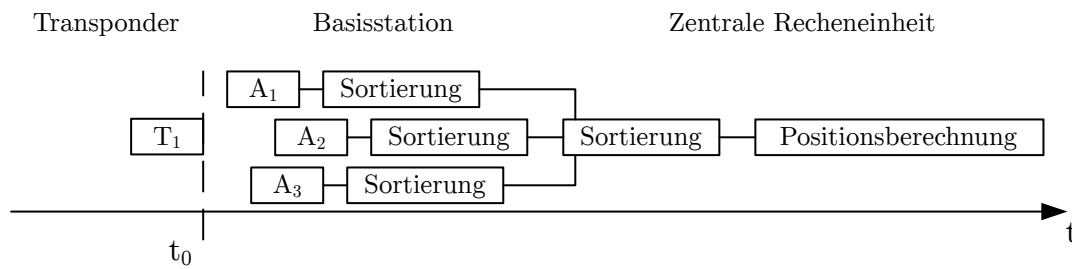 Transponder Basisstation Zentrale Recheneinheit
A₁ Sortierung
T₁ A₂ Sortierung Sortierung Positionsberechnung
A₃ Sortierung
t
t₀